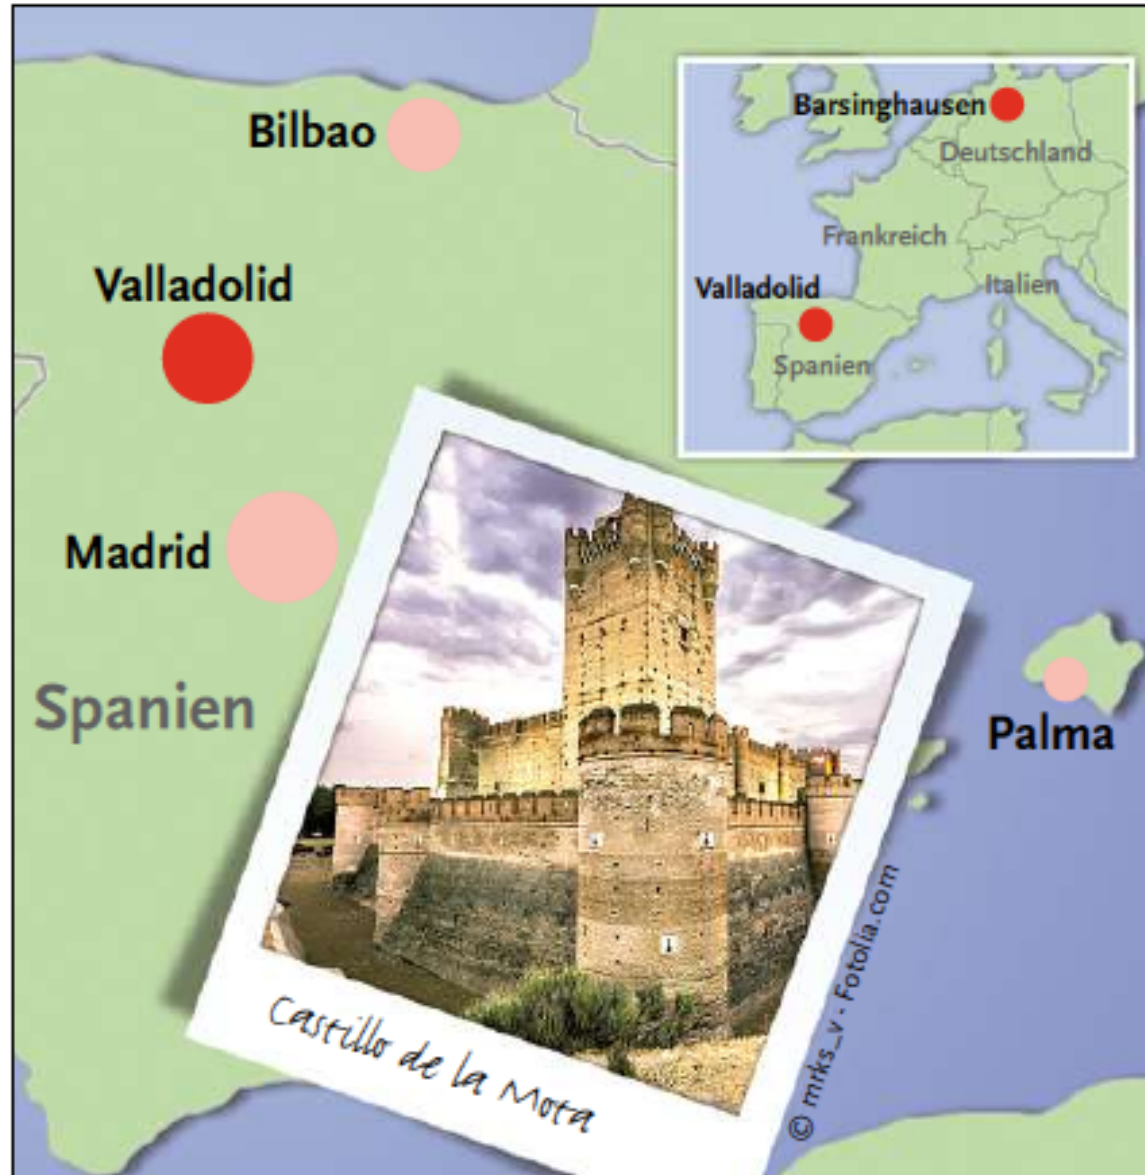 Bilbao
Barsinghausen
Deutschland
Frankreich
Valladolid
Italien
Valladolid
Spanien
Madrid
Spanien
Palma
Castillo de la Mota
© mrks_v - Fotolia.com